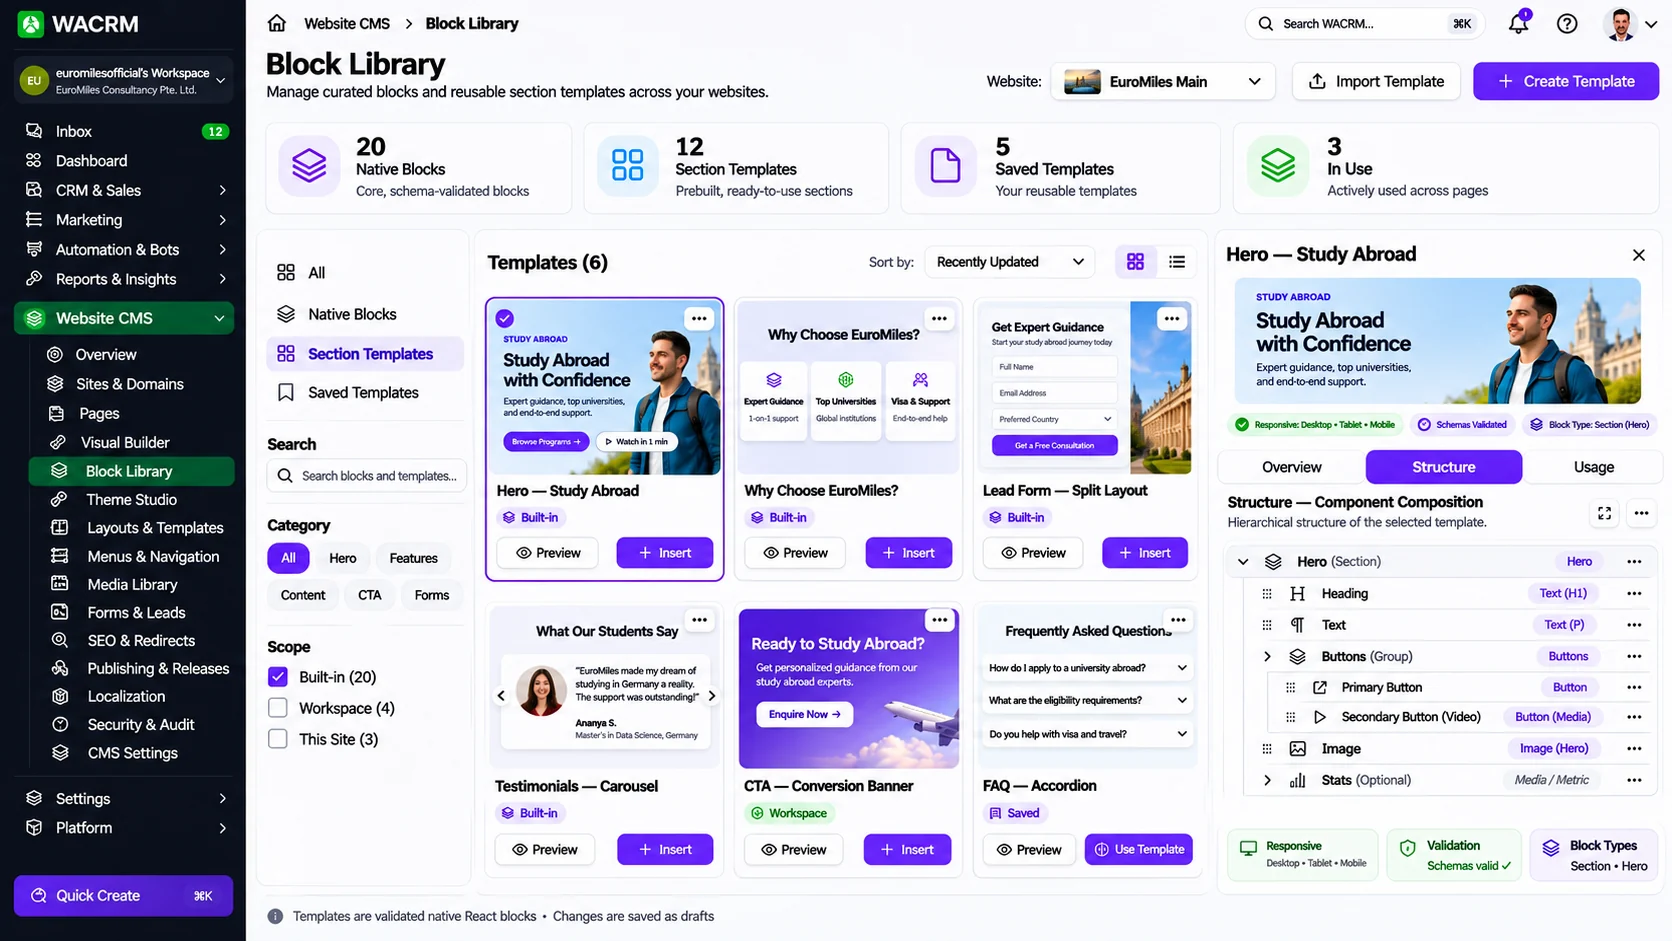 WACRM
EU
euromilesofficial's Workspace
EuroMiles Consultancy Pte. Ltd.
Inbox
12
Dashboard
CRM & Sales
Marketing
Automation & Bots
Reports & Insights
Website CMS
Overview
Sites & Domains
Pages
Visual Builder
Block Library
Theme Studio
Layouts & Templates
Menus & Navigation
Media Library
Forms & Leads
SEO & Redirects
Publishing & Releases
Localization
Security & Audit
CMS Settings
Settings
Platform
Quick Create ⌘K
Website CMS > Block Library
Search WACRM... ⌘K
Block Library
Manage curated blocks and reusable section templates across your websites.
Website: EuroMiles Main
Import Template
+ Create Template
20
Native Blocks
Core, schema-validated blocks
12
Section Templates
Prebuilt, ready-to-use sections
5
Saved Templates
Your reusable templates
3
In Use
Actively used across pages
All
Native Blocks
Section Templates
Saved Templates
Search
Search blocks and templates...
Category
All Hero Features
Content CTA Forms
Scope
Built-in (20)
Workspace (4)
This Site (3)
Templates (6)
Sort by: Recently Updated
STUDY ABROAD
Study Abroad
with Confidence
Expert guidance, top universities,
and end-to-end support.
Browse Programs →
Watch in 1 min
Hero — Study Abroad
Built-in
Preview
+ Insert
Why Choose EuroMiles?
Expert Guidance
1-on-1 support
Top Universities
Global institutions
Visa & Support
End-to-end help
Why Choose EuroMiles?
Built-in
Preview
+ Insert
Get Expert Guidance
Start your study abroad journey today
Full Name
Email Address
Preferred Country
Get a Free Consultation
Lead Form — Split Layout
Built-in
Preview
+ Insert
What Our Students Say
“EuroMiles made my dream of
studying in Germany a reality.
The support was outstanding!”
Ananya S.
Master's in Data Science, Germany
Testimonials — Carousel
Built-in
Preview
+ Insert
Ready to Study Abroad?
Get personalized guidance from our
study abroad experts.
Enquire Now →
CTA — Conversion Banner
Workspace
Preview
+ Insert
Frequently Asked Questions
How do I apply to a university abroad?
What are the eligibility requirements?
Do you help with visa and travel?
FAQ — Accordion
Saved
Preview
Use Template
Hero — Study Abroad
STUDY ABROAD
Study Abroad
with Confidence
Expert guidance, top universities,
and end-to-end support.
Responsive: Desktop • Tablet • Mobile
Schemas Validated
Block Type: Section (Hero)
Overview
Structure
Usage
Structure — Component Composition
Hierarchical structure of the selected template.
Hero (Section) Hero
Heading Text (H1)
Text Text (P)
Buttons (Group) Buttons
Primary Button Button
Secondary Button (Video) Button (Media)
Image Image (Hero)
Stats (Optional) Media / Metric
Responsive
Desktop • Tablet • Mobile
Validation
Schemas valid ✓
Block Types
Section • Hero
Templates are validated native React blocks • Changes are saved as drafts